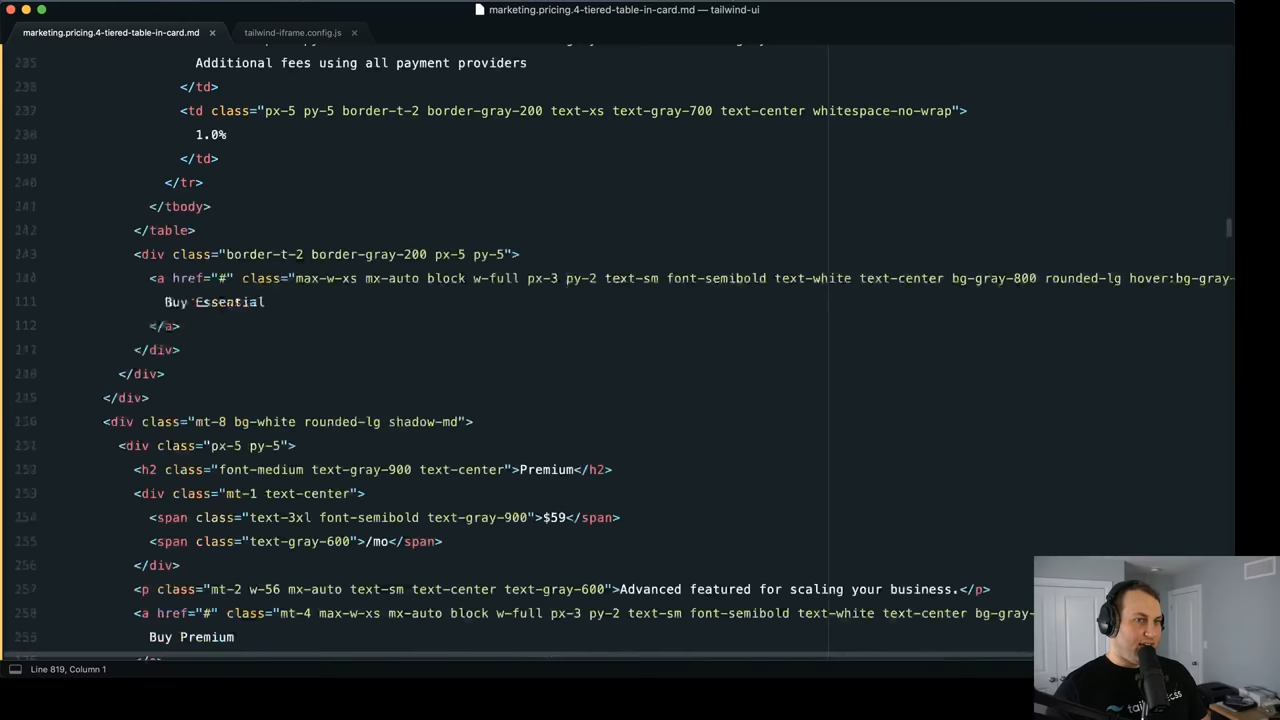 marketing.pricing.4-tiered-table-in-card.md — tailwind-ui
marketing.pricing.4-tiered-table-in-card.md × tailwind-iframe.config.js ×
Additional fees using all payment providers
</td>
<td class="px-5 py-5 border-t-2 border-gray-200 text-xs text-gray-700 text-center whitespace-no-wrap">
1.0%
</td>
239 </tr>
</tbody>
</table>
<div class="border-t-2 border-gray-200 px-5 py-5">
<a href="#" class="max-w-xs mx-auto block w-full px-3 py-2 text-sm font-semibold text-white text-center bg-gray-800 rounded-lg hover:bg-gray-
111 Buy Essential
112 </a>
</div>
</div>
</div>
<div class="mt-8 bg-white rounded-lg shadow-md">
<div class="px-5 py-5">
<h2 class="font-medium text-gray-900 text-center">Premium</h2>
<div class="mt-1 text-center">
<span class="text-3xl font-semibold text-gray-900">$59</span>
<span class="text-gray-600">/mo</span>
256 </div>
257 <p class="mt-2 w-56 mx-auto text-sm text-center text-gray-600">Advanced featured for scaling your business.</p>
<a href="#" class="mt-4 max-w-xs mx-auto block w-full px-3 py-2 text-sm font-semibold text-white text-center bg-gray-
Buy Premium
Line 819, Column 1